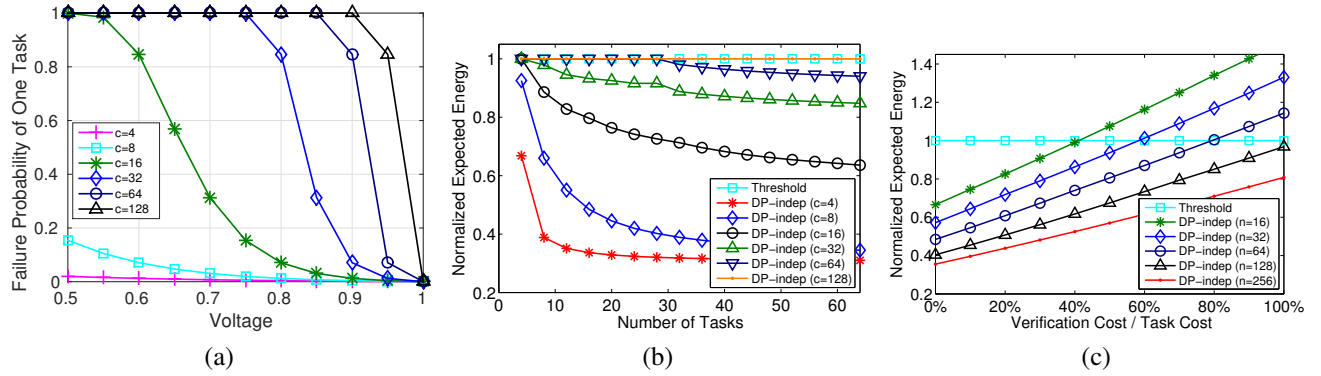 1
0.8
0.6
0.4
0.2
0
0.5
0.6
0.7
0.8
0.9
1
Failure Probability of One Task
Voltage
c=4
c=8
c=16
c=32
c=64
c=128
(a)
1
0.8
0.6
0.4
0.2
0
10
20
30
40
50
60
Normalized Expected Energy
Number of Tasks
Threshold
DP−indep (c=4)
DP−indep (c=8)
DP−indep (c=16)
DP−indep (c=32)
DP−indep (c=64)
DP−indep (c=128)
(b)
1.4
1.2
1
0.8
0.6
0.4
0.2
0%
20%
40%
60%
80%
100%
Normalized Expected Energy
Verification Cost / Task Cost
Threshold
DP−indep (n=16)
DP−indep (n=32)
DP−indep (n=64)
DP−indep (n=128)
DP−indep (n=256)
(c)